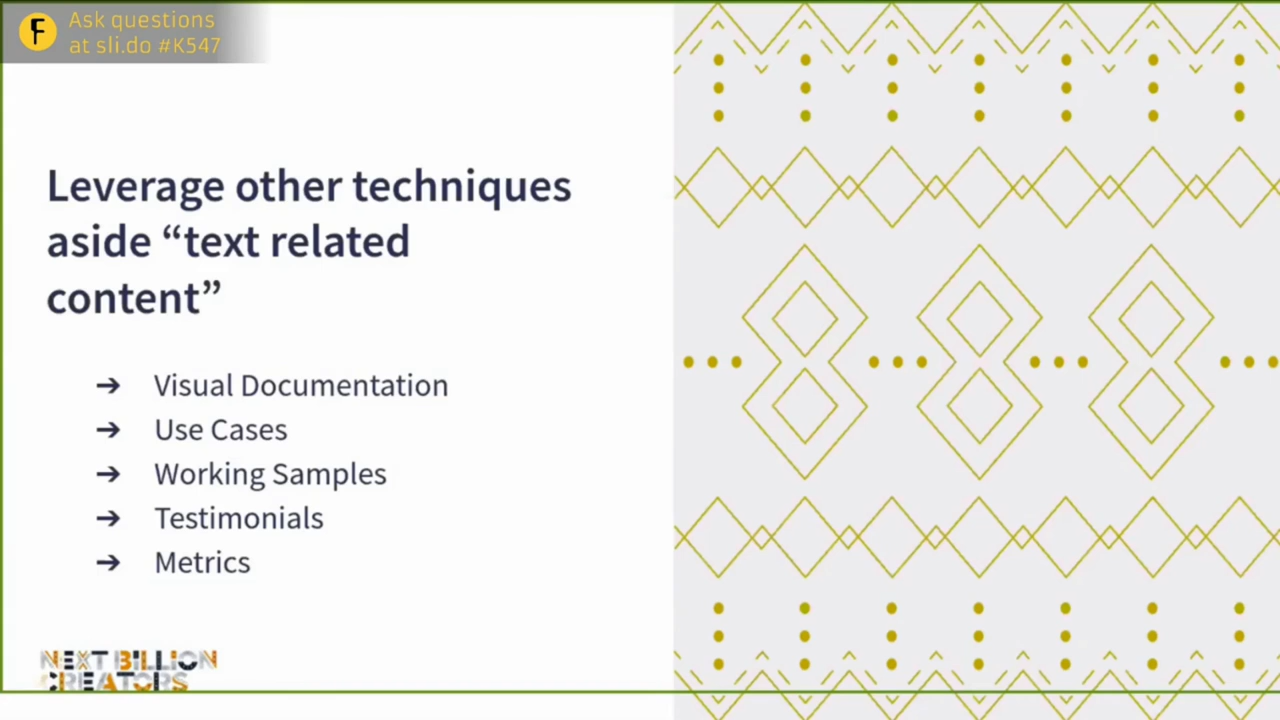 F
Ask questions
at sli.do #K547
Leverage other techniques
aside “text related
content”
➔ Visual Documentation
➔ Use Cases
➔ Working Samples
➔ Testimonials
➔ Metrics
NEXT BILLION
CREATORS